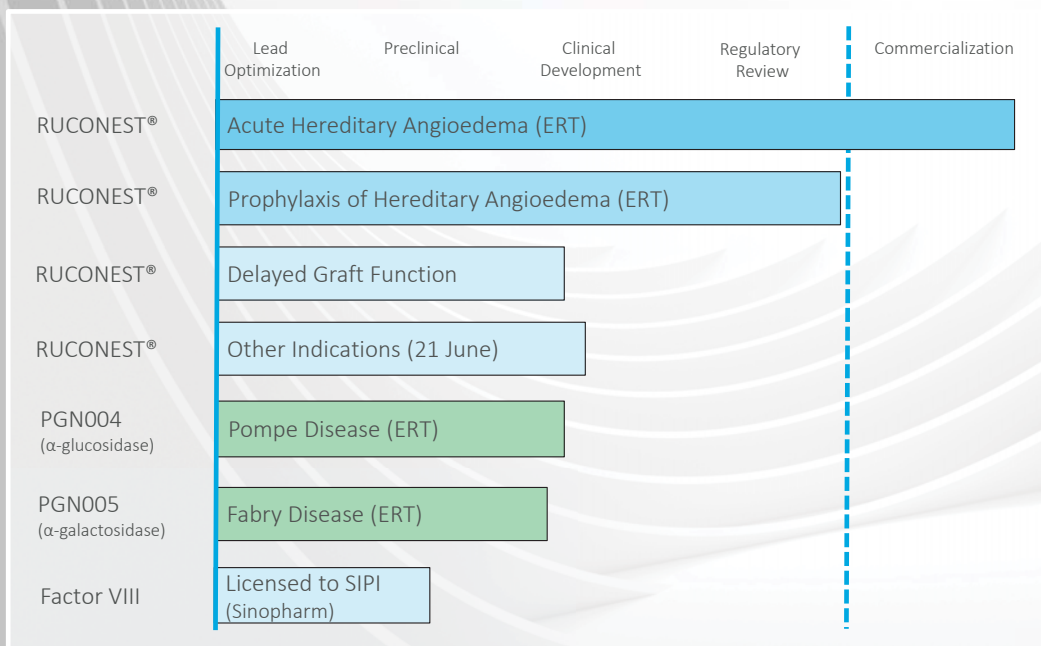 Lead
Optimization
Preclinical
Clinical
Development
Regulatory
Review
Commercialization
RUCONEST®
Acute Hereditary Angioedema (ERT)
RUCONEST®
Prophylaxis of Hereditary Angioedema (ERT)
RUCONEST®
Delayed Graft Function
RUCONEST®
Other Indications (21 June)
PGN004
(α-glucosidase)
Pompe Disease (ERT)
PGN005
(α-galactosidase)
Fabry Disease (ERT)
Factor VIII
Licensed to SIPI
(Sinopharm)